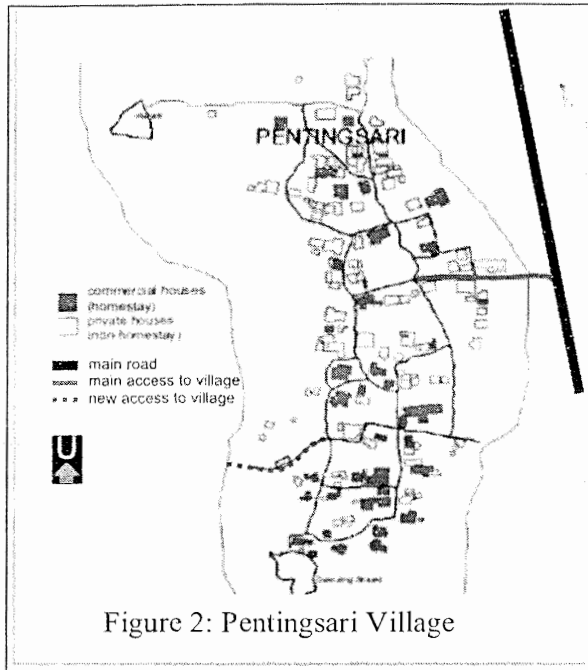 PENTINGSARI
commercial houses
(homestay)
private houses
(non-homestay)
main road
main access to village
new access to village
U
Figure 2: Pentingsari Village